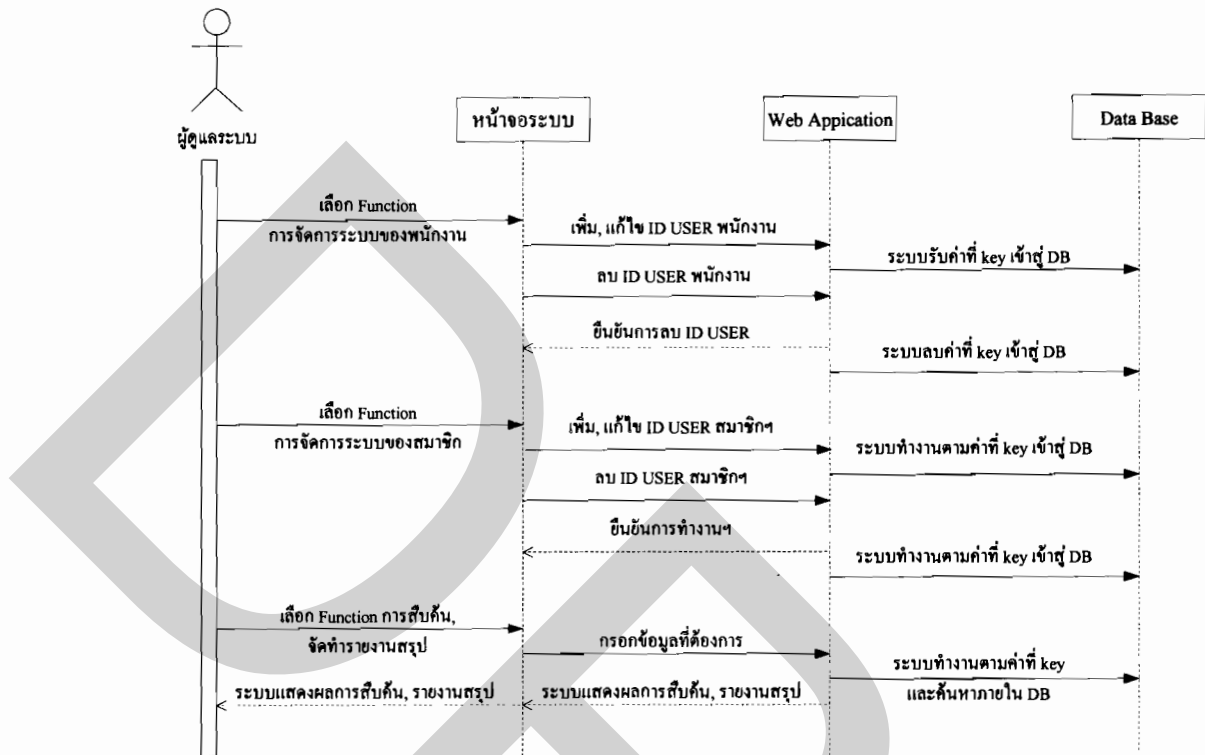 ผู้ดูแลระบบ
หน้าจอระบบ
Web Appication
Data Base
เลือก Function
การจัดการระบบของพนักงาน
เพิ่ม, แก้ไข ID USER พนักงาน
ระบบรับค่าที่ key เข้าสู่ DB
ลบ ID USER พนักงาน
ยืนยันการลบ ID USER
ระบบลบค่าที่ key เข้าสู่ DB
เลือก Function
การจัดการระบบของสมาชิก
เพิ่ม, แก้ไข ID USER สมาชิกฯ
ระบบทำงานตามค่าที่ key เข้าสู่ DB
ลบ ID USER สมาชิกฯ
ยืนยันการทำงานฯ
ระบบทำงานตามค่าที่ key เข้าสู่ DB
เลือก Function การสืบค้น,
จัดทำรายงานสรุป
กรอกข้อมูลที่ต้องการ
ระบบทำงานตามค่าที่ key
และค้นหาภายใน DB
ระบบแสดงผลการสืบค้น, รายงานสรุป
ระบบแสดงผลการสืบค้น, รายงานสรุป